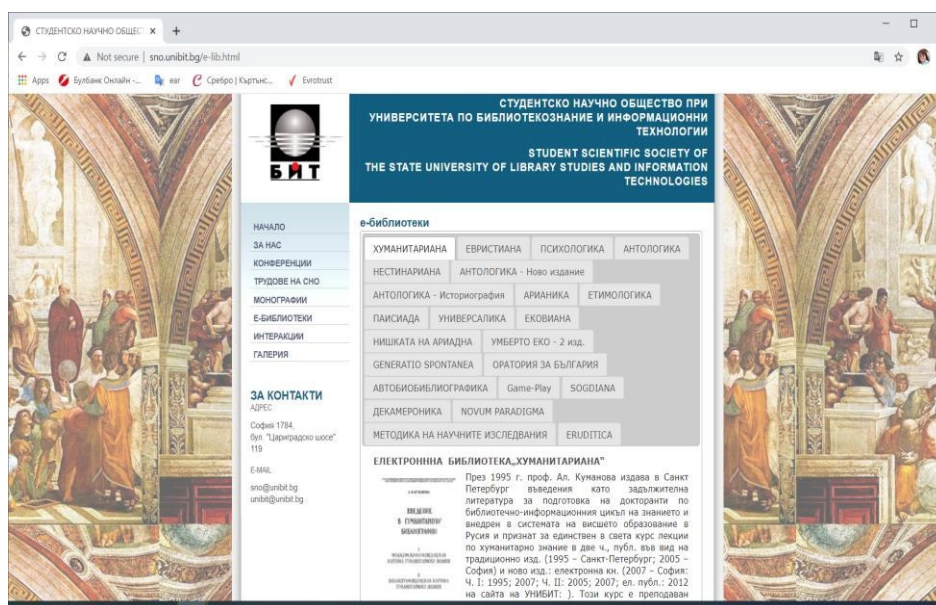 СТУДЕНТСКО НАУЧНО ОБЩЕС
Not secure | sno.unibit.bg/e-lib.html
Apps Булбанк Онлайн -... ear Сребро | Къртънс... Evrotrust
БИТ
СТУДЕНТСКО НАУЧНО ОБЩЕСТВО ПРИ
УНИВЕРСИТЕТА ПО БИБЛИОТЕКОЗНАНИЕ И ИНФОРМАЦИОННИ
ТЕХНОЛОГИИ
STUDENT SCIENTIFIC SOCIETY OF
THE STATE UNIVERSITY OF LIBRARY STUDIES AND INFORMATION
TECHNOLOGIES
НАЧАЛО
ЗА НАС
КОНФЕРЕНЦИИ
ТРУДОВЕ НА СНО
МОНОГРАФИИ
Е-БИБЛИОТЕКИ
ИНТЕРАКЦИИ
ГАЛЕРИЯ
ЗА КОНТАКТИ
АДРЕС
София 1784,
бул. "Цариградско шосе"
119
E-MAIL
sno@unibit.bg
unibit@unibit.bg
е-библиотеки
ХУМАНИТАРИАНА ЕВРИСТИАНА ПСИХОЛОГИКА АНТОЛОГИКА
НЕСТИНАРИАНА АНТОЛОГИКА - Ново издание
АНТОЛОГИКА - Историография АРИАНИКА ЕТИМОЛОГИКА
ПАИСИАДА УНИВЕРСАЛИКА ЕКОВИАНА
НИШКАТА НА АРИАДНА УМБЕРТО ЕКО - 2 изд.
GENERATIO SPONTANEA ОРАТОРИЯ ЗА БЪЛГАРИЯ
АВТОБИОБИБЛИОГРАФИКА Game-Play SOGDIANA
ДЕКАМЕРОНИКА NOVUM PARADIGMA
МЕТОДИКА НА НАУЧНИТЕ ИЗСЛЕДВАНИЯ ERUDITICA
ЕЛЕКТРОННА БИБЛИОТЕКА„ХУМАНИТАРИАНА"
ВВЕДЕНИЕ
В ГУМАНИТАРНУЮ
БИБЛИОГРАФИЮ
През 1995 г. проф. Ал. Куманова издава в Санкт
Петербург въведения като задължителна
литература за подготовка на докторанти по
библиотечно-информационния цикъл на знанието и
внедрен в системата на висшето образование в
Русия и признат за единствен в света курс лекции
по хуманитарно знание в две ч., публ. във вид на
традиционно изд. (1995 – Санкт-Петербург; 2005 –
София) и ново изд.: електронна кн. (2007 – София:
Ч. I: 1995; 2007; Ч. II: 2005; 2007; ел. публ.: 2012
на сайта на УНИБИТ: ). Този курс е преподаван